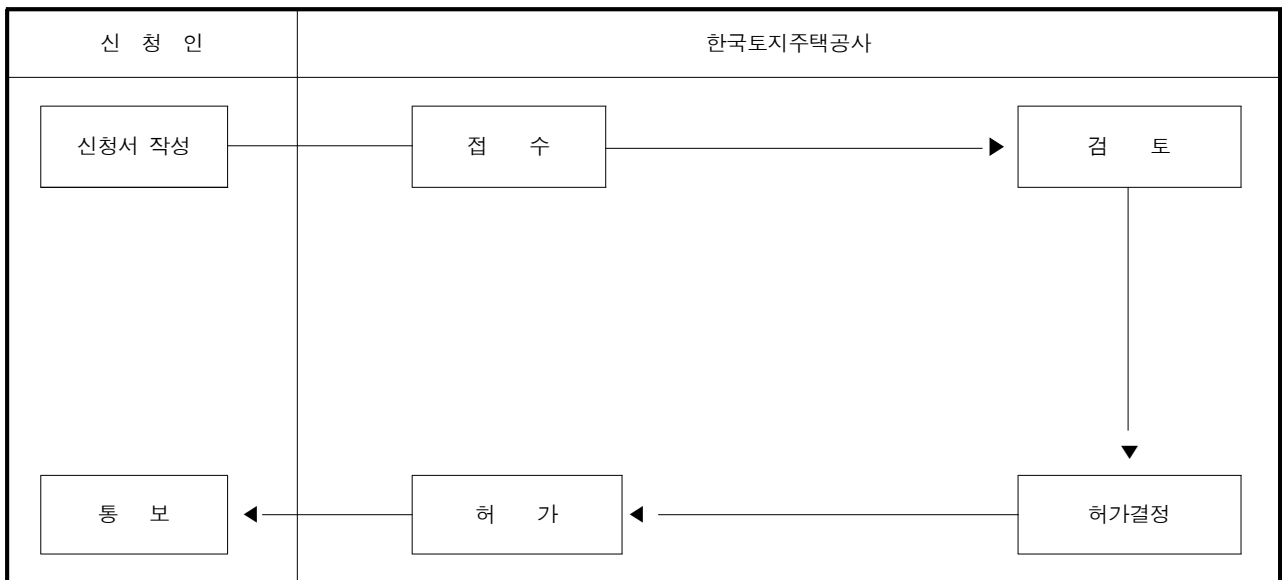 신 청 인
한국토지주택공사
신청서 작성
접 수
검 토
통 보
허 가
허가결정